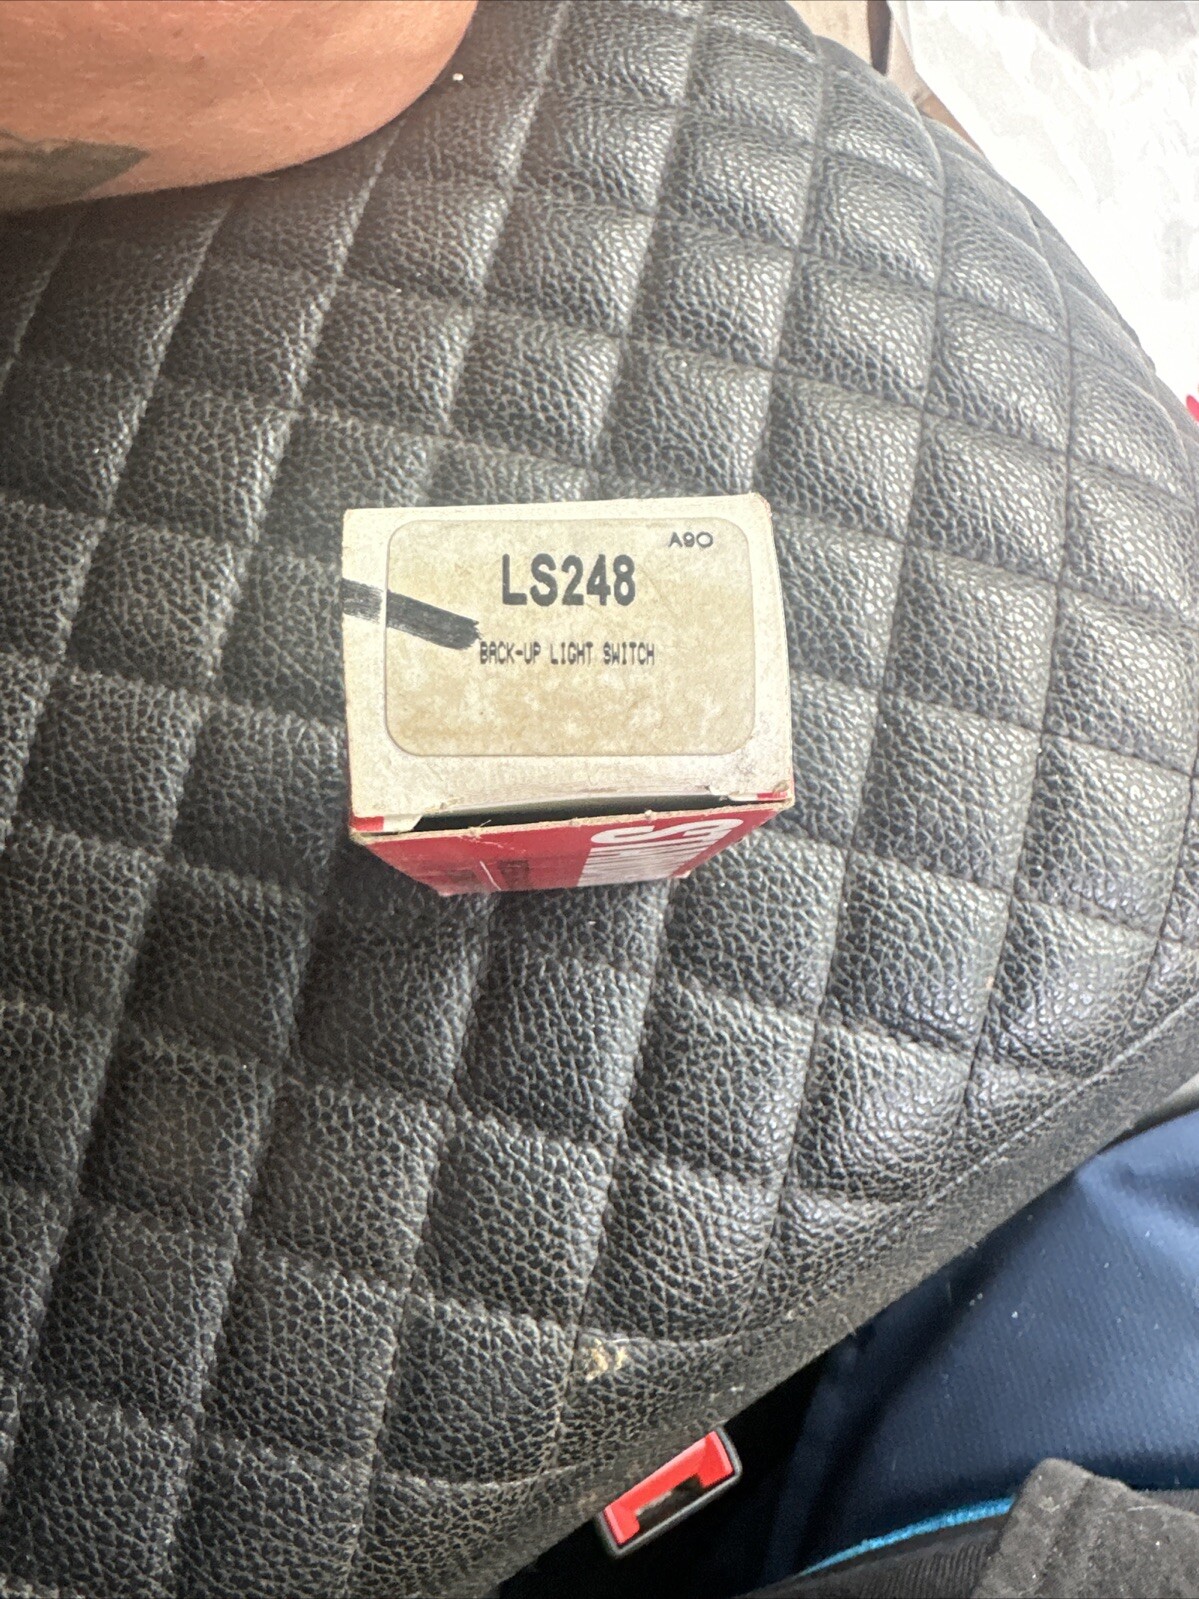 A90
LS248
BACK-UP LIGHT SWITCH